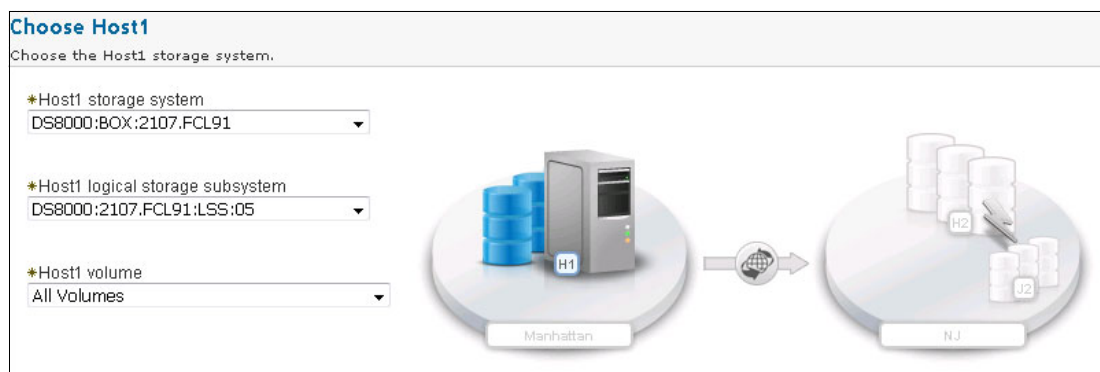 Choose Host1
Choose the Host1 storage system.
*Host1 storage system
DS8000:BOX:2107.FCL91
*Host1 logical storage subsystem
DS8000:2107.FCL91:LSS:05
*Host1 volume
All Volumes
H1
H2
J2
Manhattan
NJ